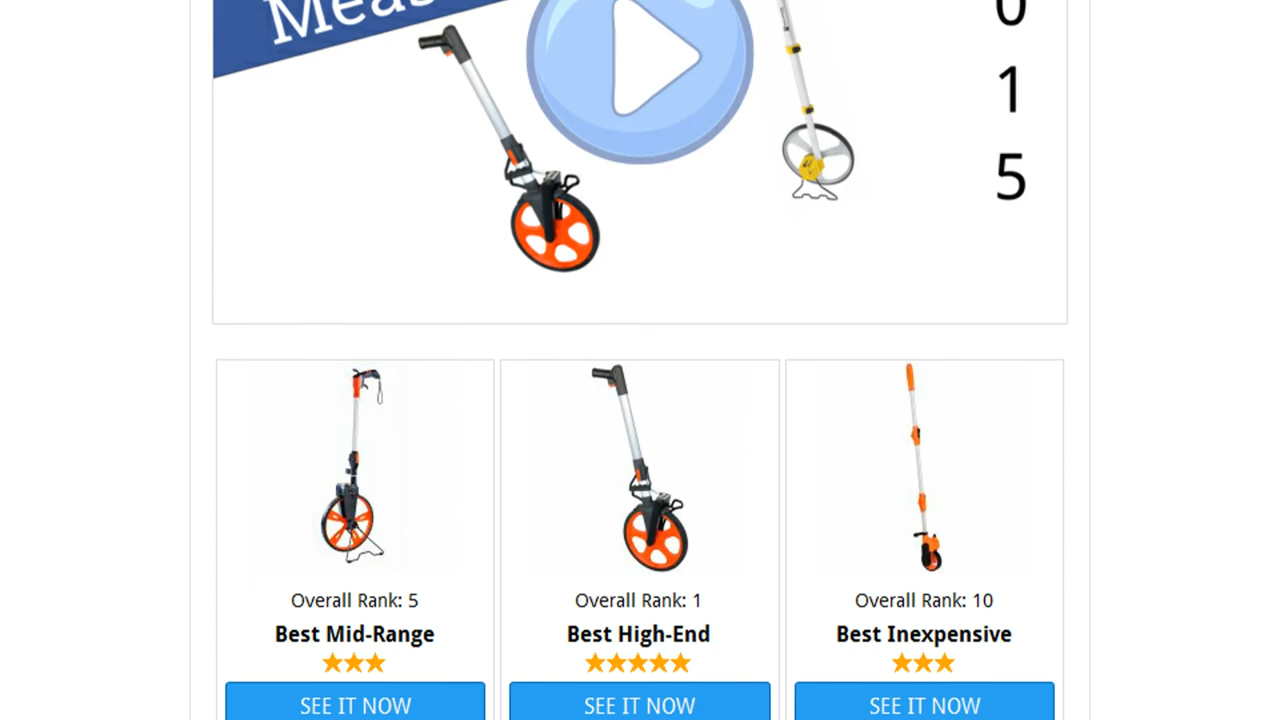 0
1
5
Overall Rank: 5
Best Mid-Range
SEE IT NOW
Overall Rank: 1
Best High-End
SEE IT NOW
Overall Rank: 10
Best Inexpensive
SEE IT NOW